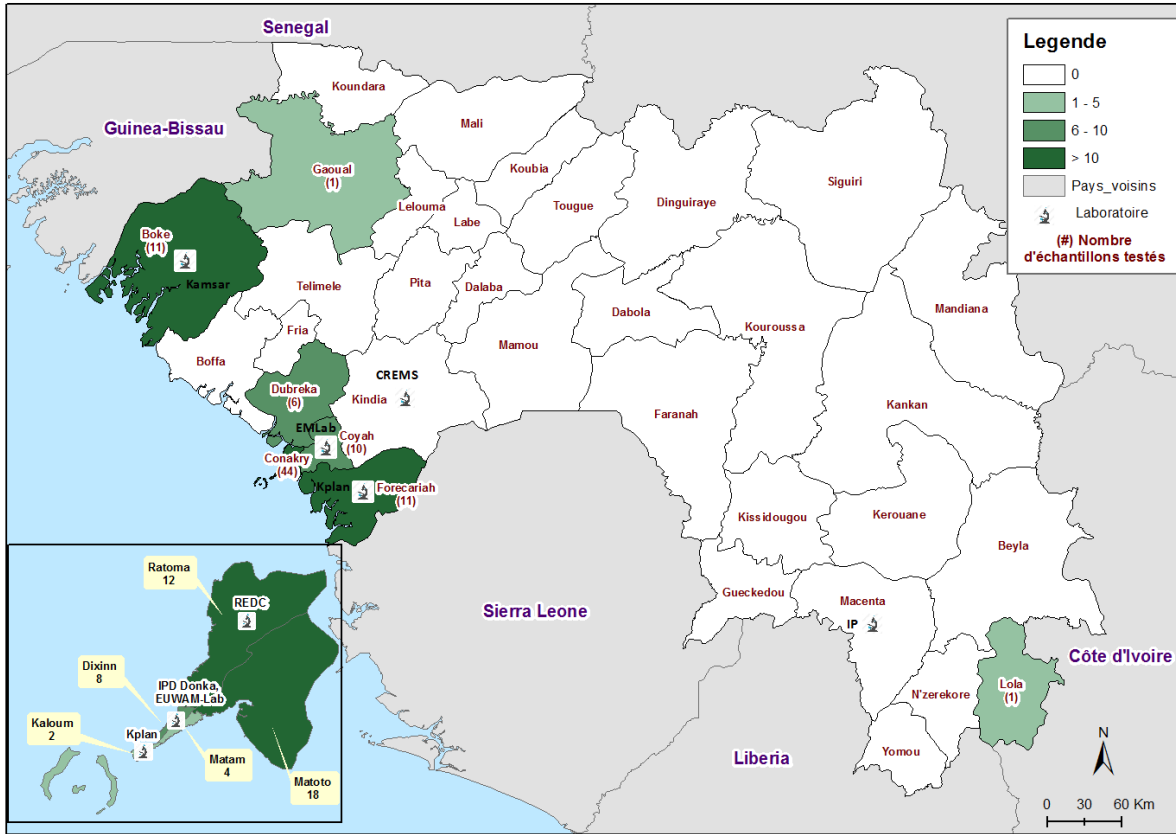 Senegal
Koundara
Guinea-Bissau
Mali
Gaoual
(1)
Koubia
Lelouma
Labe
Tougue
Dinguiraye
Siguiri
Boke
(11)
Kamsar
Telimele
Pita
Dalaba
Dabola
Kouroussa
Mandiana
Fria
Boffa
Mamou
Dubreka
(6)
CREMS
Kindia
Faranah
Kankan
EMLab
Coyah
(10)
Conakry
(44)
Kplan
Forecariah
(11)
Kissidougou
Kerouane
Beyla
Gueckedou
Macenta
IP
Sierra Leone
Côte d'Ivoire
N'zerekore
Lola
(1)
Yomou
Liberia
Legende
0
1 - 5
6 - 10
> 10
Pays_voisins
Laboratoire
(#) Nombre
d'échantillons testés
Ratoma
12
REDC
Dixinn
8
IPD Donka,
EUWAM-Lab
Kaloum
2
Kplan
Matam
4
Matoto
18
N
0 30 60 Km